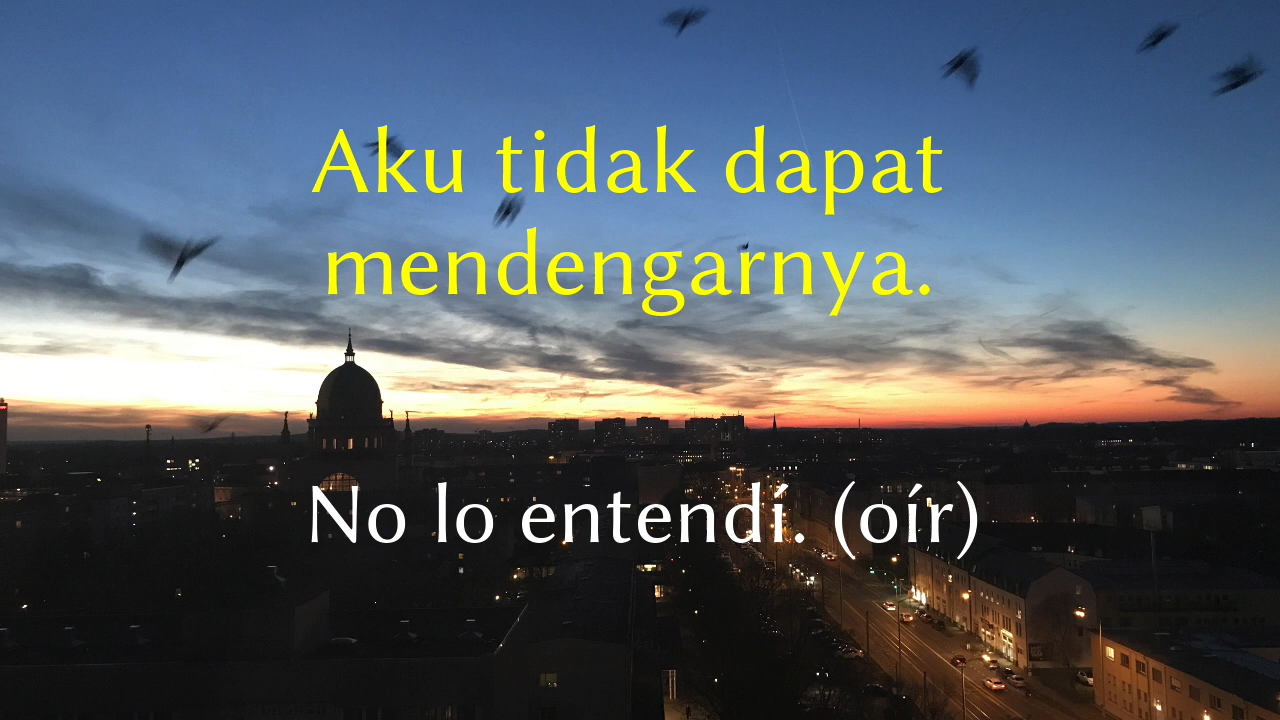 Aku tidak dapat
mendengarnya.
No lo entendí. (oír)